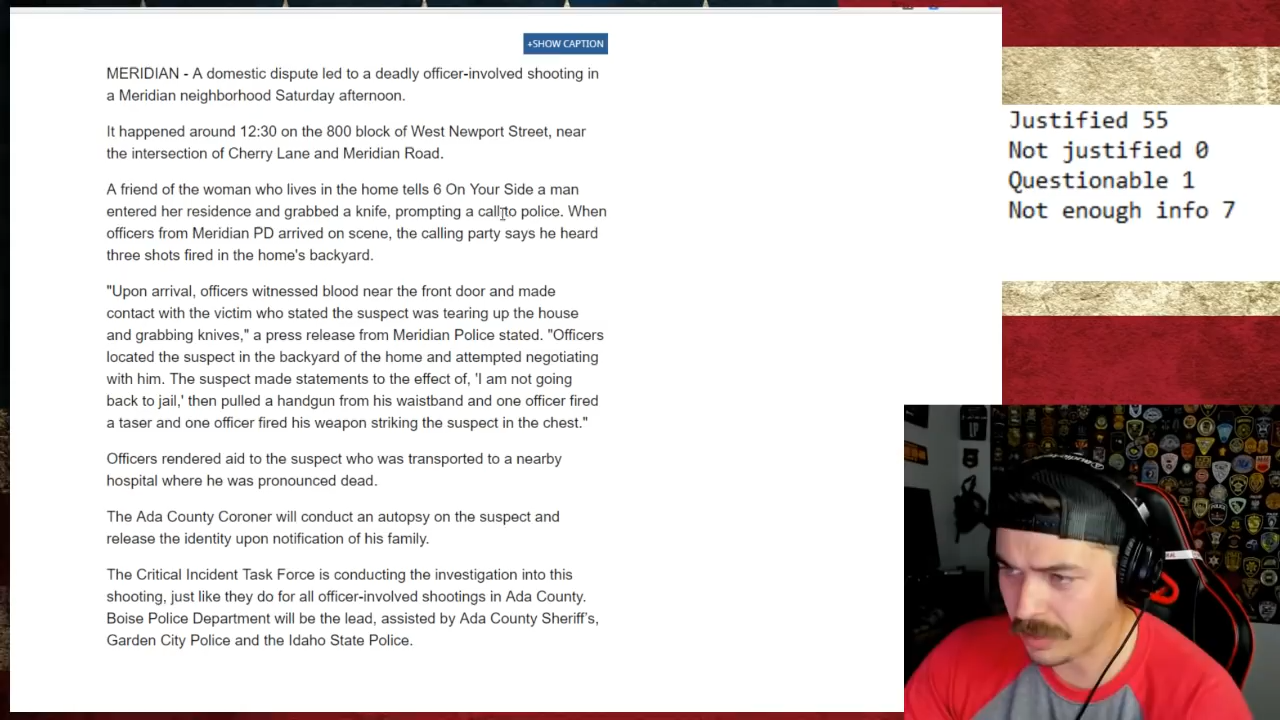 +SHOW CAPTION
MERIDIAN - A domestic dispute led to a deadly officer-involved shooting in
a Meridian neighborhood Saturday afternoon.
It happened around 12:30 on the 800 block of West Newport Street, near
the intersection of Cherry Lane and Meridian Road.
A friend of the woman who lives in the home tells 6 On Your Side a man
entered her residence and grabbed a knife, prompting a call to police. When
officers from Meridian PD arrived on scene, the calling party says he heard
three shots fired in the home's backyard.
"Upon arrival, officers witnessed blood near the front door and made
contact with the victim who stated the suspect was tearing up the house
and grabbing knives," a press release from Meridian Police stated. "Officers
located the suspect in the backyard of the home and attempted negotiating
with him. The suspect made statements to the effect of, 'I am not going
back to jail,' then pulled a handgun from his waistband and one officer fired
a taser and one officer fired his weapon striking the suspect in the chest."
Officers rendered aid to the suspect who was transported to a nearby
hospital where he was pronounced dead.
The Ada County Coroner will conduct an autopsy on the suspect and
release the identity upon notification of his family.
The Critical Incident Task Force is conducting the investigation into this
shooting, just like they do for all officer-involved shootings in Ada County.
Boise Police Department will be the lead, assisted by Ada County Sheriff's,
Garden City Police and the Idaho State Police.
Justified 55
Not justified 0
Questionable 1
Not enough info 7